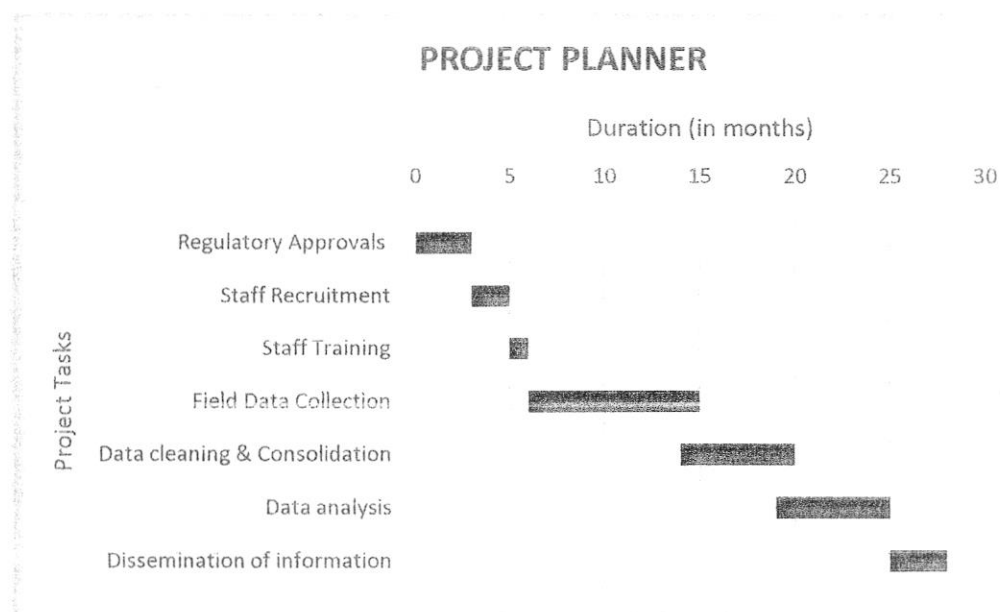 PROJECT PLANNER
Duration (in months)
0 5 10 15 20 25 30
Project Tasks
Regulatory Approvals
Staff Recruitment
Staff Training
Field Data Collection
Data cleaning & Consolidation
Data analysis
Dissemination of information